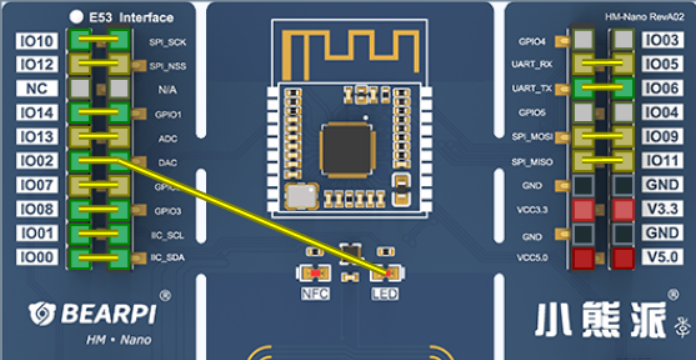 E53 Interface
HM-Nano RevA02
IO10 SPI_SCK
IO12 SPI_NSS
NC N/A
IO14 GPIO1
IO13 ADC
IO02 DAC
IO07
IO08 GPIO3
IO01 IIC_SCL
IO00 IIC_SDA
GPIO4 IO03
UART_RX IO05
UART_TX IO06
GPIO5 IO04
SPI_MOSI IO09
SPI_MISO IO11
GND GND
VCC3.3 V3.3
GND GND
VCC5.0 V5.0
NFC LED
BEARPI ®
HM • Nano
小熊派 ®